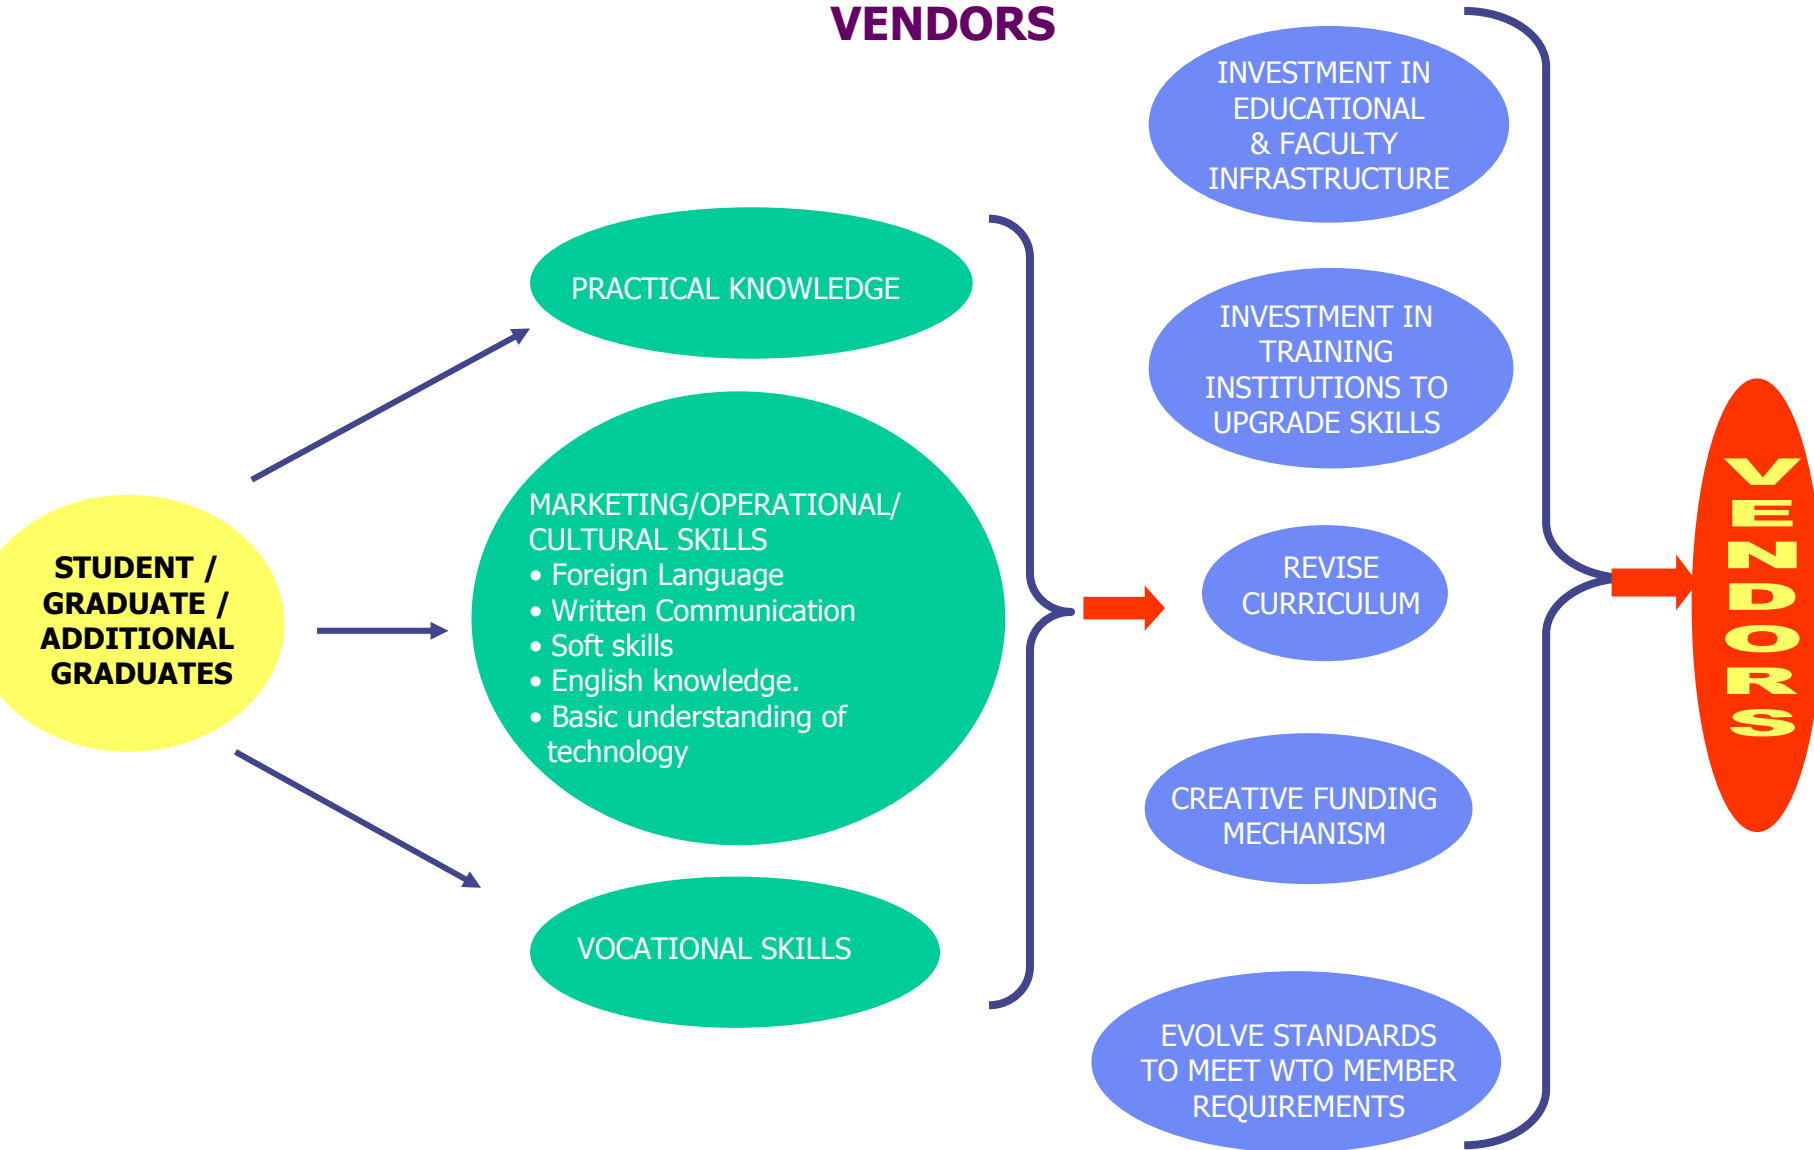 VENDORS
STUDENT /
GRADUATE /
ADDITIONAL
GRADUATES
PRACTICAL KNOWLEDGE
MARKETING/OPERATIONAL/
CULTURAL SKILLS
• Foreign Language
• Written Communication
• Soft skills
• English knowledge.
• Basic understanding of
technology
VOCATIONAL SKILLS
INVESTMENT IN
EDUCATIONAL
& FACULTY
INFRASTRUCTURE
INVESTMENT IN
TRAINING
INSTITUTIONS TO
UPGRADE SKILLS
REVISE
CURRICULUM
CREATIVE FUNDING
MECHANISM
EVOLVE STANDARDS
TO MEET WTO MEMBER
REQUIREMENTS
VENDORS